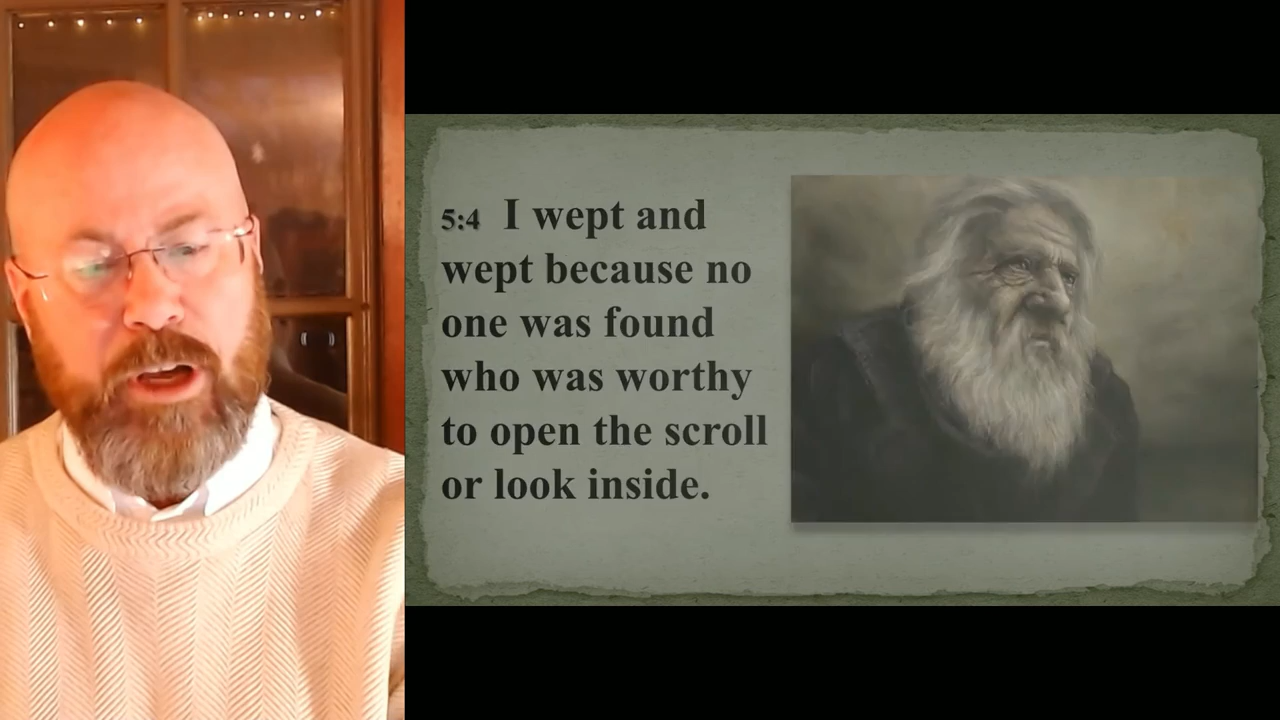 5:4 I wept and
wept because no
one was found
who was worthy
to open the scroll
or look inside.